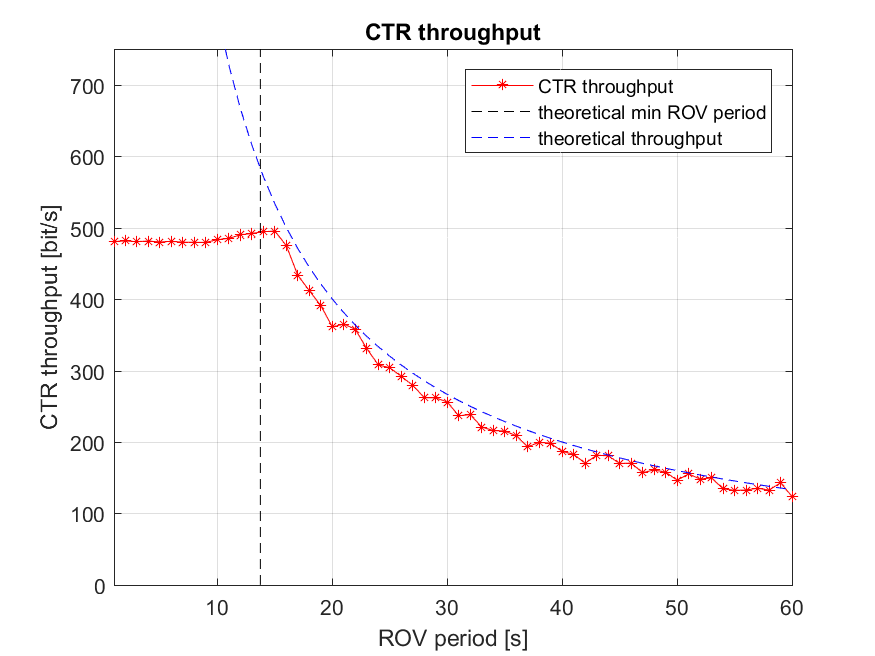 CTR throughput
CTR throughput
theoretical min ROV period
theoretical throughput
CTR throughput [bit/s]
700
600
500
400
300
200
100
0
10 20 30 40 50 60
ROV period [s]